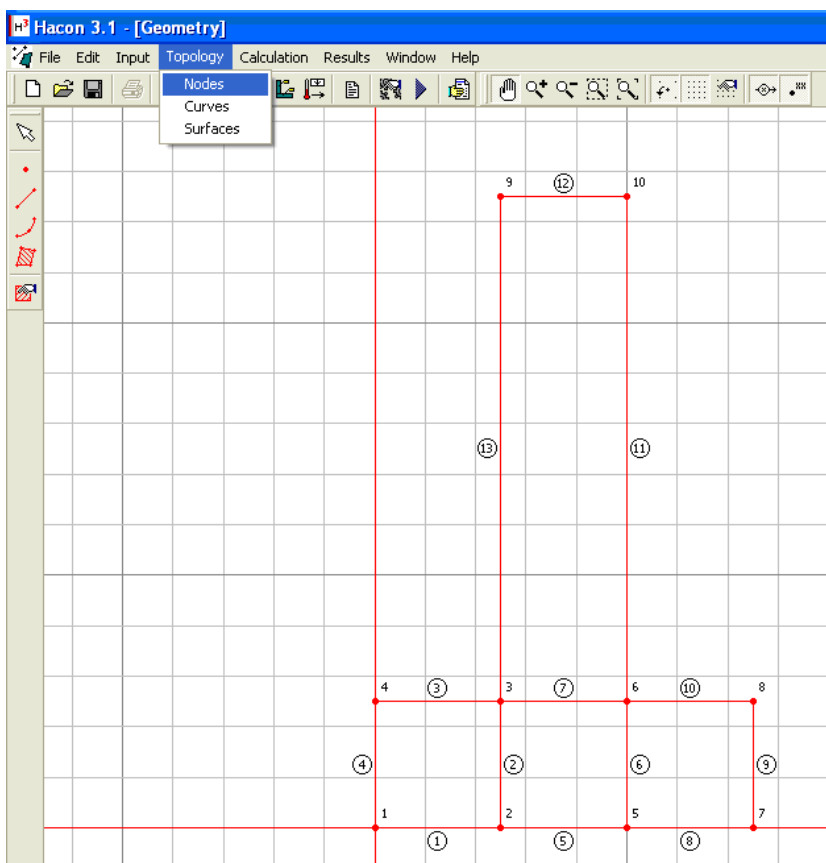 H³ Hacon 3.1 - [Geometry]
File Edit Input Topology Calculation Results Window Help
Nodes
Curves
Surfaces
xx
9 12 10
13 11
4 3 3 7 6 10 8
4 2 6 9
1 2 5 7
1 5 8